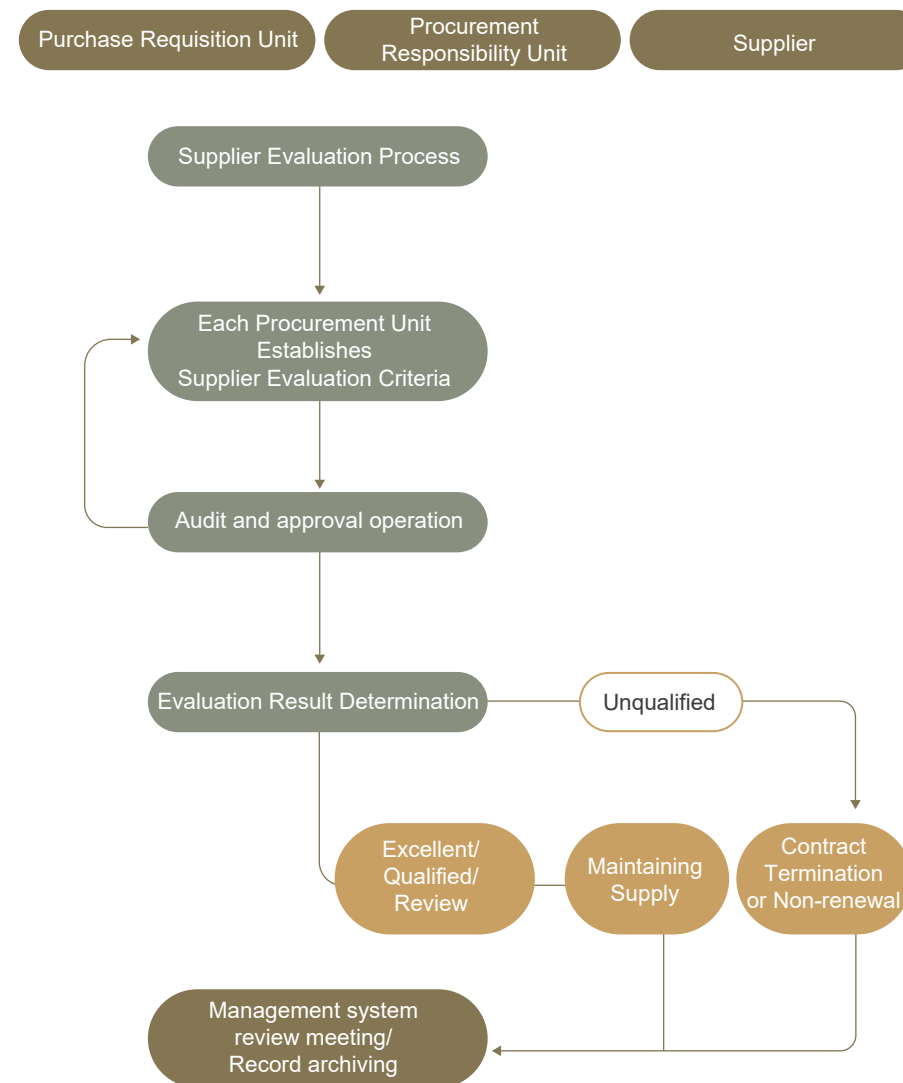 Purchase Requisition Unit
Procurement
Responsibility Unit
Supplier
Supplier Evaluation Process
Each Procurement Unit
Establishes
Supplier Evaluation Criteria
Audit and approval operation
Evaluation Result Determination
Unqualified
Excellent/
Qualified/
Review
Maintaining
Supply
Contract
Termination
or Non-renewal
Management system
review meeting/
Record archiving